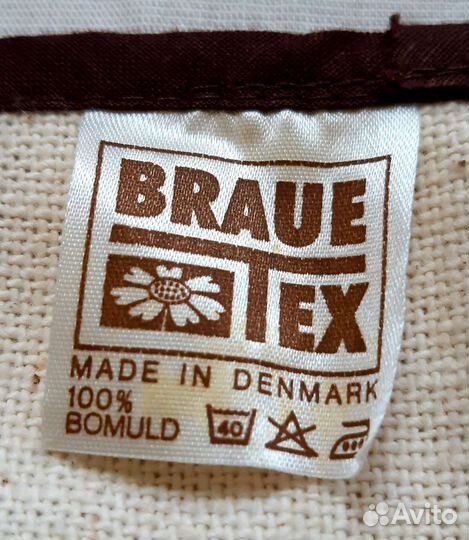 BRAUE
TEX
MADE IN DENMARK
100%
BOMULD 40
Avito